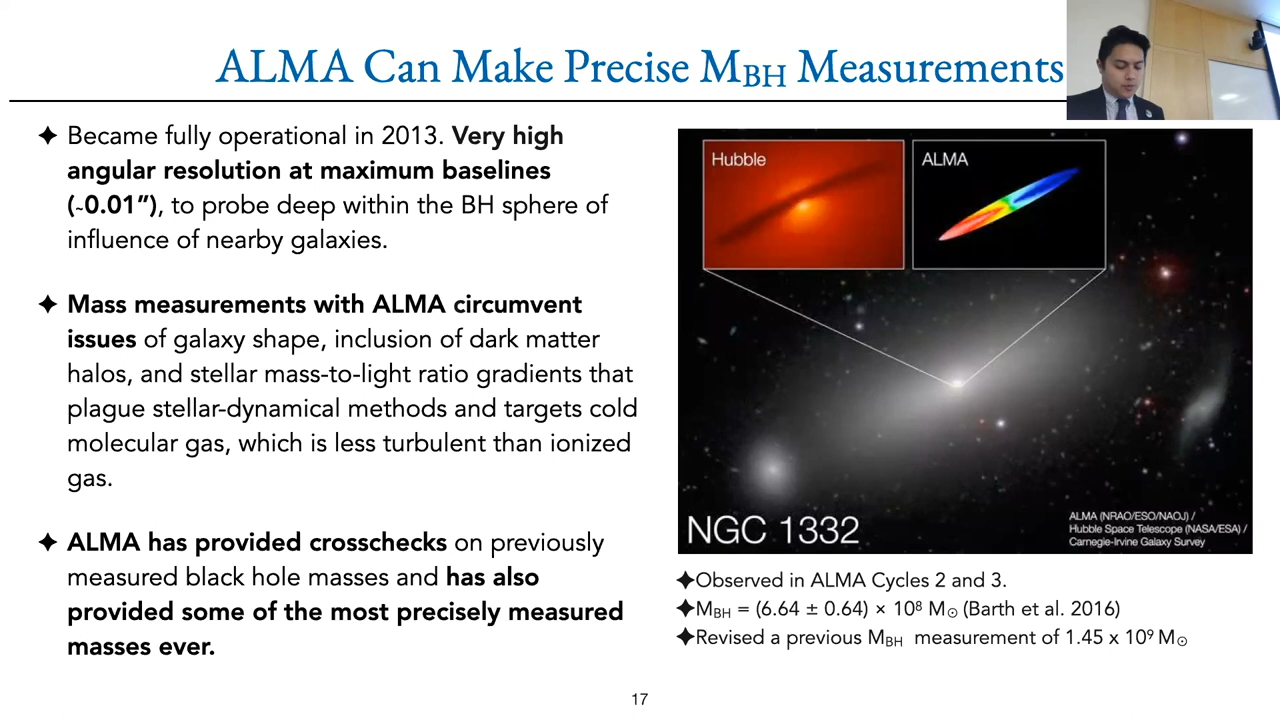 ALMA Can Make Precise M_BH Measurements
✦ Became fully operational in 2013. Very high
angular resolution at maximum baselines
(~0.01”), to probe deep within the BH sphere of
influence of nearby galaxies.
✦ Mass measurements with ALMA circumvent
issues of galaxy shape, inclusion of dark matter
halos, and stellar mass-to-light ratio gradients that
plague stellar-dynamical methods and targets cold
molecular gas, which is less turbulent than ionized
gas.
✦ ALMA has provided crosschecks on previously
measured black hole masses and has also
provided some of the most precisely measured
masses ever.
Hubble
ALMA
NGC 1332
ALMA (NRAO/ESO/NAOJ) /
Hubble Space Telescope (NASA/ESA) /
Carnegie-Irvine Galaxy Survey
✦Observed in ALMA Cycles 2 and 3.
✦M_BH = (6.64 ± 0.64) × 10⁸ M⊙ (Barth et al. 2016)
✦Revised a previous M_BH measurement of 1.45 x 10⁹ M⊙
17